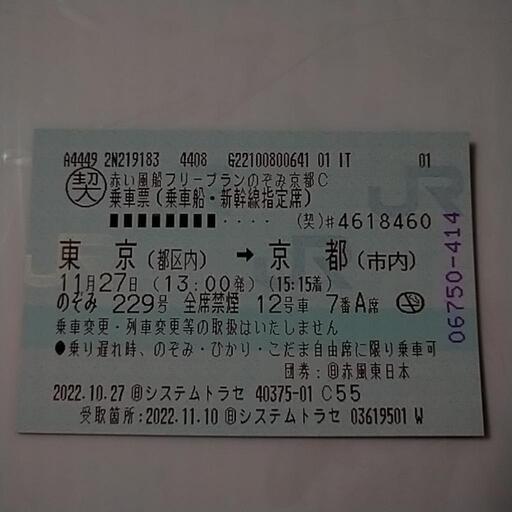 A4449 2N219183 4408 G22100800641 01 IT 01
契 赤い風船フリープランのぞみ京都C
乗車票(乗車船・新幹線指定席)
■■■■■■■■・・・・ (契)#4618460
東 京(都区内) → 京 都(市内)
11月27日(13:00発) (15:15着)
のぞみ 229号 全席禁煙 12号車 7番A席
乗車変更・列車変更等の取扱はいたしません
●乗り遅れ時、のぞみ・ひかり・こだま自由席に限り乗車可
団券:日赤風東日本
2022.10.27 日システムトラセ 40375-01 C55
受取箇所:2022.11.10 日システムトラセ 03619501 W
06750-414
JR